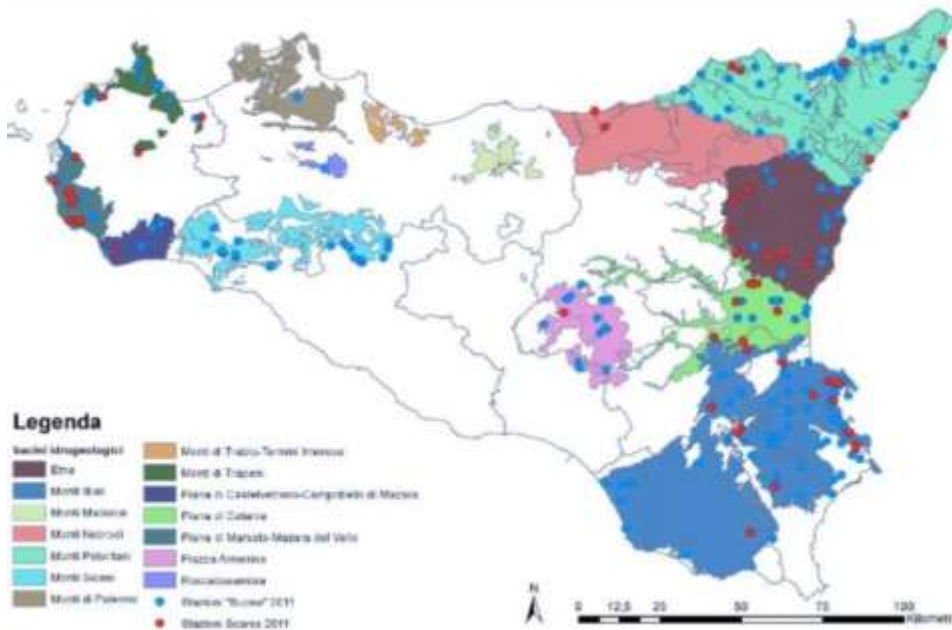 Legenda
bacini idrogeologici
Etna
Monti Iblei
Monti Madonie
Monti Nebrodi
Monti Peloritani
Monti Sicani
Monti di Palermo
Monti di Trabia-Termini Imerese
Monti di Trapani
Piana di Castelvetrano-Campobello di Mazara
Piana di Catania
Piana di Marsala-Mazara del Vallo
Piazza Armerina
Roccabusambra
Stazioni "Buono" 2011
Stazioni Scarso 2011
N
0 12,5 25 50 75 100